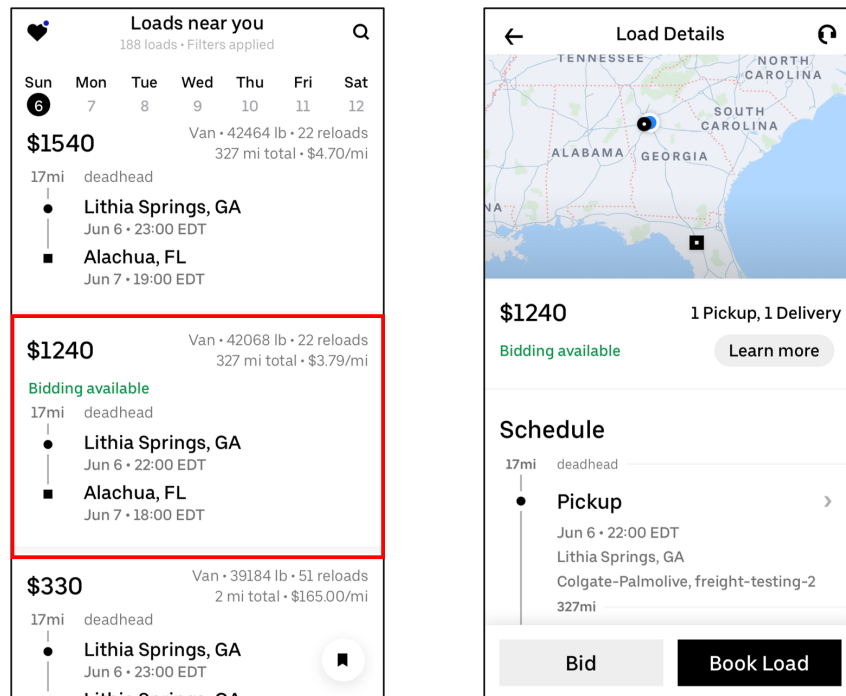 Loads near you
188 loads • Filters applied
Sun Mon Tue Wed Thu Fri Sat
6 7 8 9 10 11 12
$1540
Van • 42464 lb • 22 reloads
327 mi total • $4.70/mi
17mi deadhead
Lithia Springs, GA
Jun 6 • 23:00 EDT
Alachua, FL
Jun 7 • 19:00 EDT
$1240
Van • 42068 lb • 22 reloads
327 mi total • $3.79/mi
Bidding available
17mi deadhead
Lithia Springs, GA
Jun 6 • 22:00 EDT
Alachua, FL
Jun 7 • 18:00 EDT
$330
Van • 39184 lb • 51 reloads
2 mi total • $165.00/mi
17mi deadhead
Lithia Springs, GA
Jun 6 • 23:00 EDT
Lithia Springs, GA
Load Details
TENNESSEE
NORTH
CAROLINA
SOUTH
CAROLINA
ALABAMA
GEORGIA
NA
$1240
1 Pickup, 1 Delivery
Bidding available
Learn more
Schedule
17mi deadhead
Pickup
Jun 6 • 22:00 EDT
Lithia Springs, GA
Colgate-Palmolive, freight-testing-2
327mi
Bid
Book Load